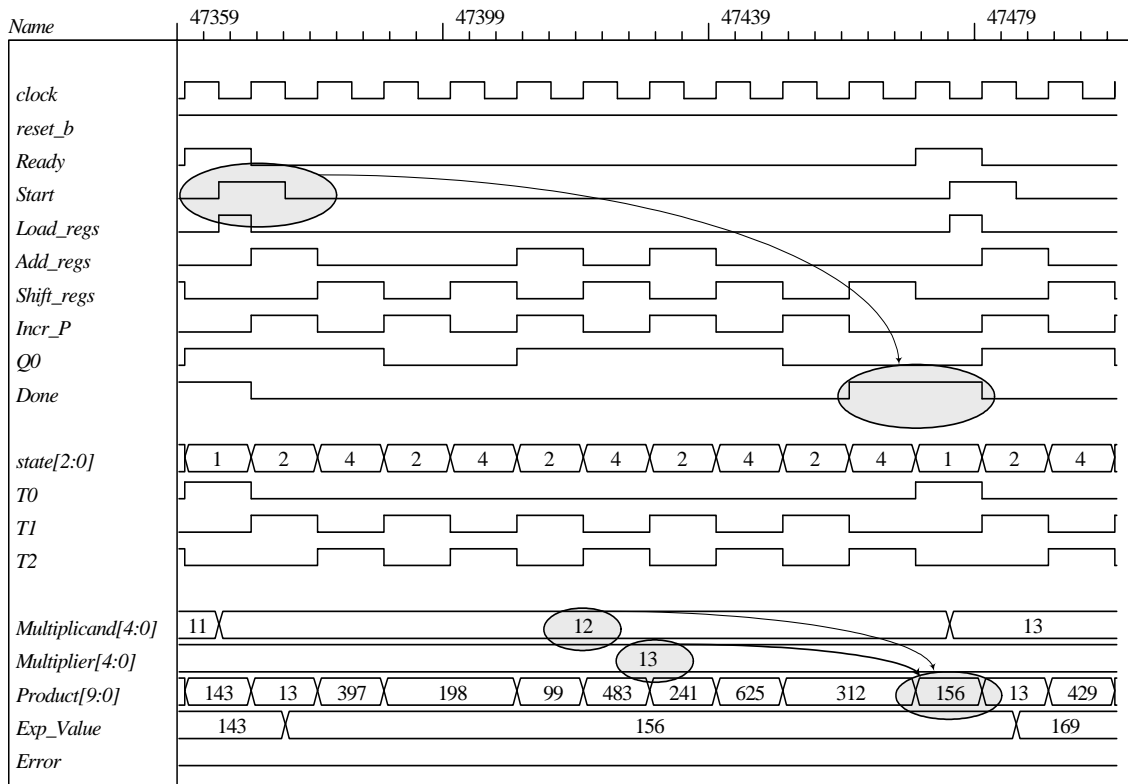 Name 47359 47399 47439 47479
clock
reset_b
Ready
Start
Load_regs
Add_regs
Shift_regs
Incr_P
Q0
Done
state[2:0] 1 2 4 2 4 2 4 2 4 2 4 1 2 4
T0
T1
T2
Multiplicand[4:0] 11 12 13
Multiplier[4:0] 13
Product[9:0] 143 13 397 198 99 483 241 625 312 156 13 429
Exp_Value 143 156 169
Error